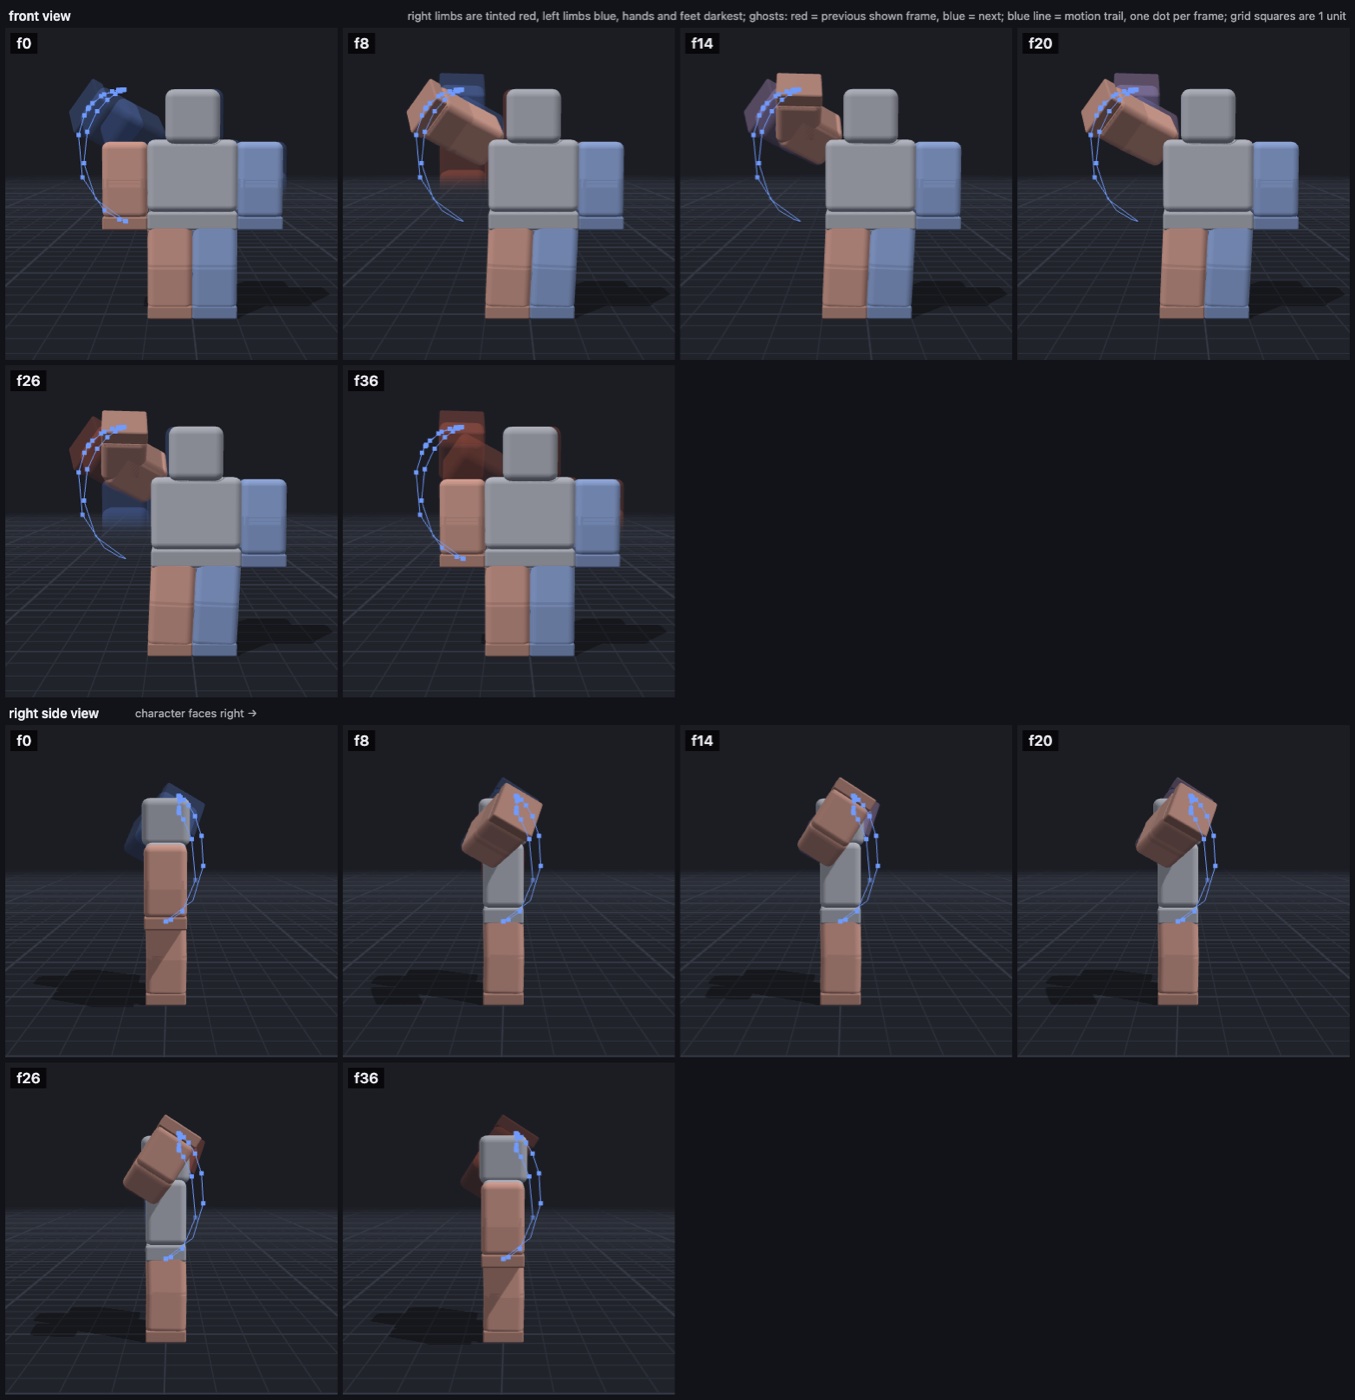 front view
right limbs are tinted red, left limbs blue, hands and feet darkest; ghosts: red = previous shown frame, blue = next; blue line = motion trail, one dot per frame; grid squares are 1 unit
f0
f8
f14
f20
f26
f36
right side view
character faces right →
f0
f8
f14
f20
f26
f36